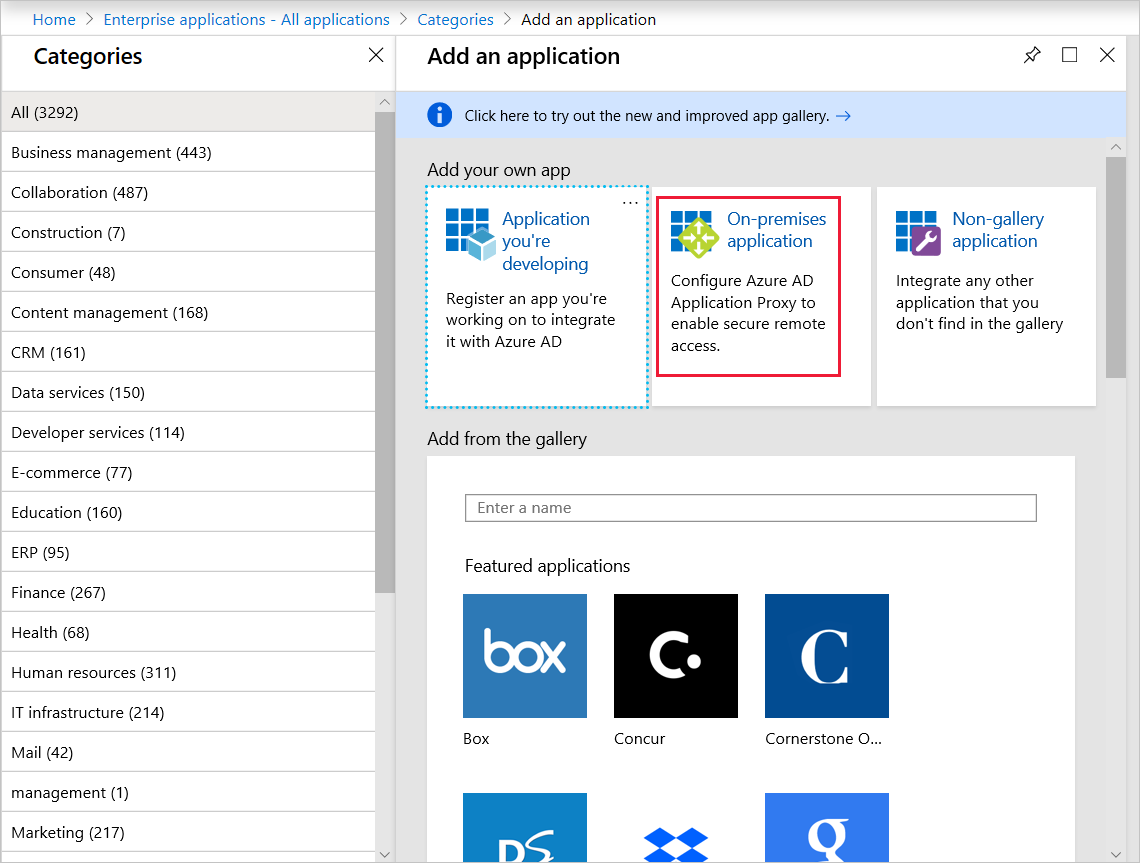 Home > Enterprise applications - All applications > Categories > Add an application
Categories
All (3292)
Business management (443)
Collaboration (487)
Construction (7)
Consumer (48)
Content management (168)
CRM (161)
Data services (150)
Developer services (114)
E-commerce (77)
Education (160)
ERP (95)
Finance (267)
Health (68)
Human resources (311)
IT infrastructure (214)
Mail (42)
management (1)
Marketing (217)
Add an application
Click here to try out the new and improved app gallery. →
Add your own app
...
Application
you're
developing
Register an app you're
working on to integrate
it with Azure AD
On-premises
application
Configure Azure AD
Application Proxy to
enable secure remote
access.
Non-gallery
application
Integrate any other
application that you
don't find in the gallery
Add from the gallery
Enter a name
Featured applications
box
C.
C
Box
Concur
Cornerstone O...
DS
g